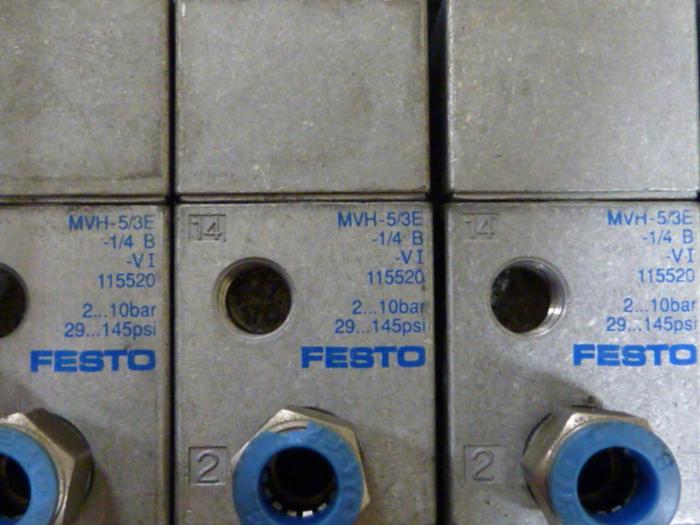 MVH-5/3E
-1/4 B
-VI
115520
2...10bar
29...145psi
FESTO
14
MVH-5/3E
-1/4 B
-VI
115520
2...10bar
29...145psi
FESTO
2
14
MVH-5/3E
-1/4 B
-VI
115520
2...10bar
29...145psi
FESTO
2
8